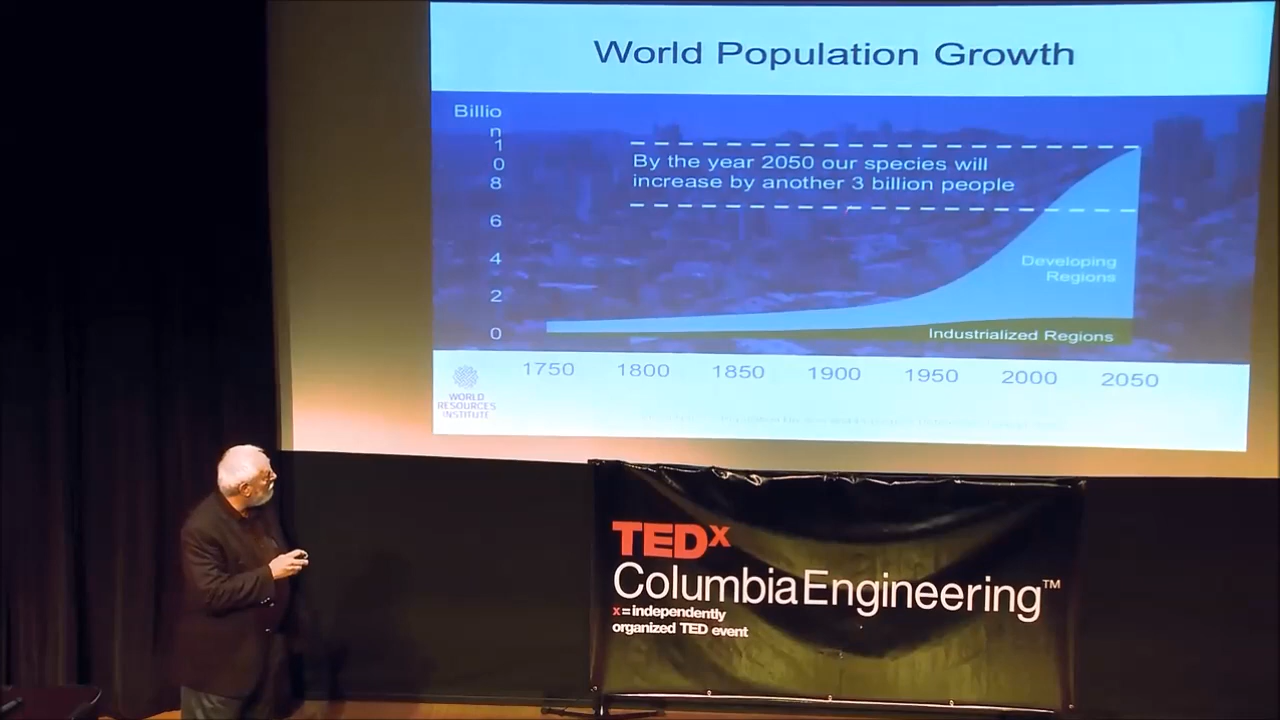 World Population Growth
Billio
n
1
0
8
6
4
2
0
By the year 2050 our species will
increase by another 3 billion people
Developing
Regions
Industrialized Regions
1750 1800 1850 1900 1950 2000 2050
WORLD
RESOURCES
INSTITUTE
TEDx
ColumbiaEngineering™
x = independently
organized TED event